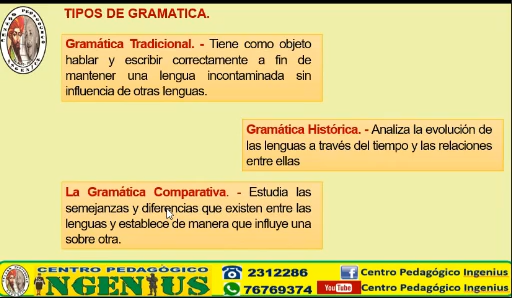 TIPOS DE GRAMATICA.
Gramática Tradicional. - Tiene como objeto
hablar y escribir correctamente a fin de
mantener una lengua incontaminada sin
influencia de otras lenguas.
Gramática Histórica. - Analiza la evolución de
las lenguas a través del tiempo y las relaciones
entre ellas
La Gramática Comparativa. - Estudia las
semejanzas y diferencias que existen entre las
lenguas y establece de manera que influye una
sobre otra.
CENTRO PEDAGÓGICO
INGENIUS
2312286
76769374
Centro Pedagógico Ingenius
YouTube Centro Pedagógico Ingenius